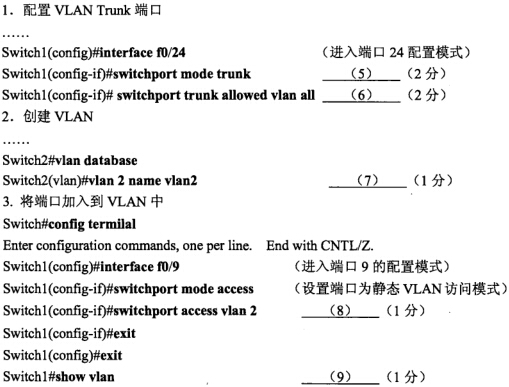 1．配置 VLAN Trunk 端口
……
Switch1(config)#interface f0/24 （进入端口 24 配置模式）
Switch1(config-if)#switchport mode trunk （5） （2 分）
Switch1(config-if)# switchport trunk allowed vlan all （6） （2 分）
2．创建 VLAN
……
Switch2#vlan database
Switch2(vlan)#vlan 2 name vlan2 （7） （1 分）
3. 将端口加入到 VLAN 中
Switch#config termilal
Enter configuration commands, one per line. End with CNTL/Z.
Switch1(config)#interface f0/9 （进入端口 9 的配置模式）
Switch1(config-if)#switchport mode access （设置端口为静态 VLAN 访问模式）
Switch1(config-if)#switchport access vlan 2 （8） （1 分）
Switch1(config-if)#exit
Switch1(config)#exit
Switch1#show vlan （9） （1 分）